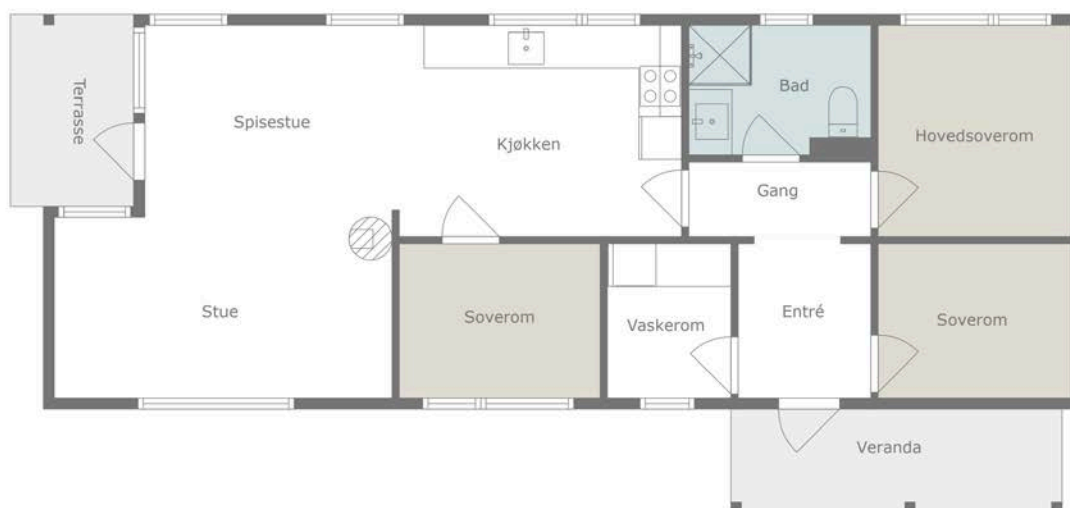 Terrasse
Spisestue
Kjøkken
Bad
Hovedsoverom
Gang
Stue
Soverom
Vaskerom
Entré
Soverom
Veranda